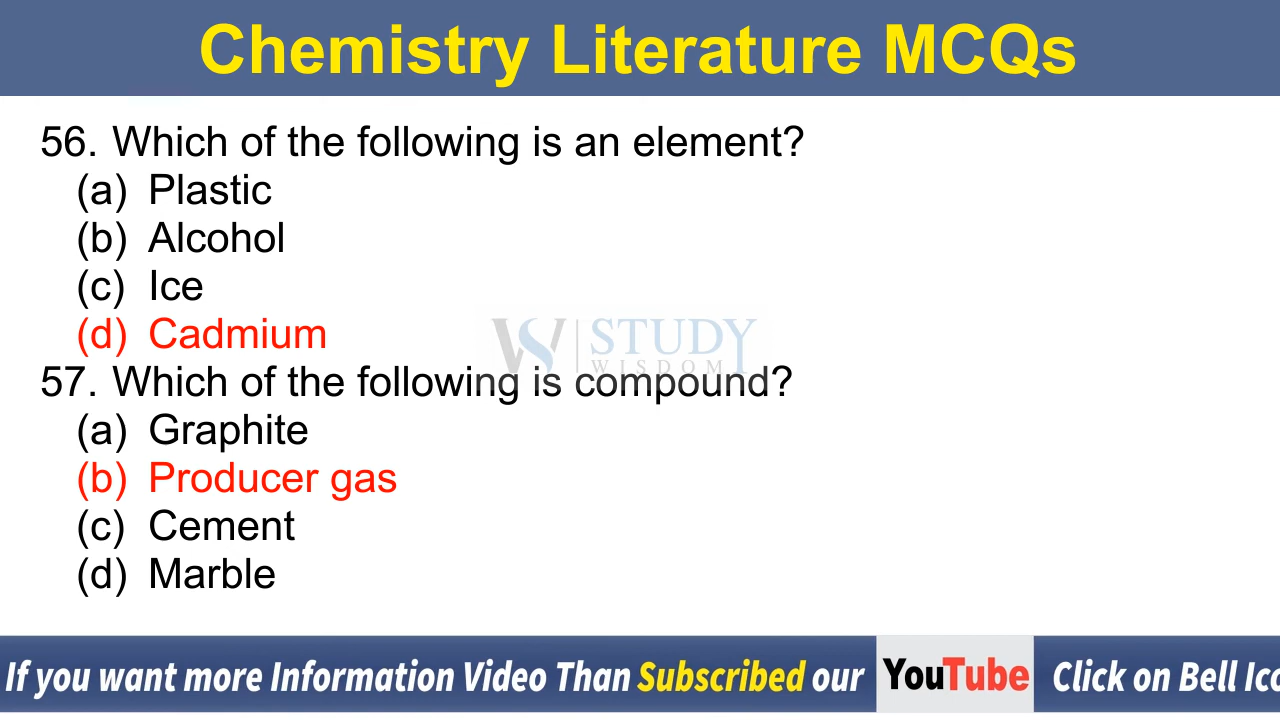 Chemistry Literature MCQs
56. Which of the following is an element?
(a) Plastic
(b) Alcohol
(c) Ice
(d) Cadmium
STUDY
WISDOM
57. Which of the following is compound?
(a) Graphite
(b) Producer gas
(c) Cement
(d) Marble
If you want more Information Video Than Subscribed our YouTube Click on Bell Ico